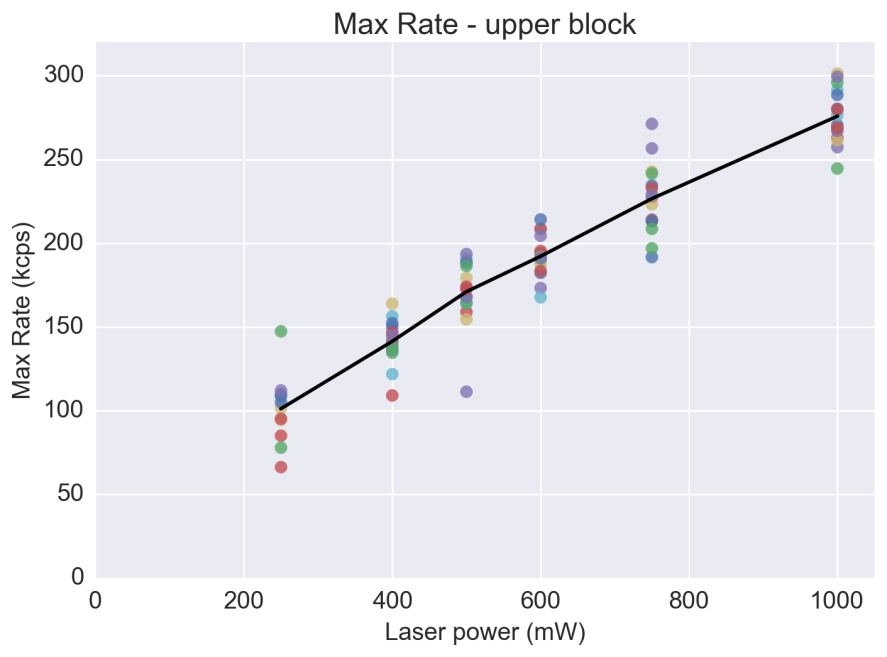 Max Rate - upper block
Max Rate (kcps)
300
250
200
150
100
50
0
0 200 400 600 800 1000
Laser power (mW)